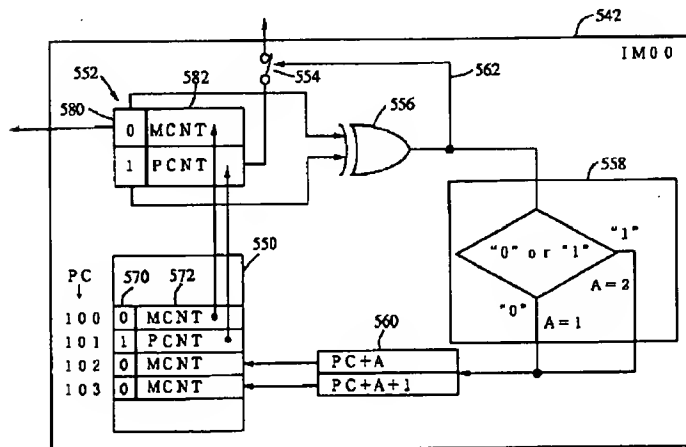 542
IM00
552
582
554
562
580
556
0 MCNT
1 PCNT
558
"0" or "1"
"1"
A=2
"0"
A=1
550
PC
570
572
100 0 MCNT
101 1 PCNT
102 0 MCNT
103 0 MCNT
560
PC+A
PC+A+1